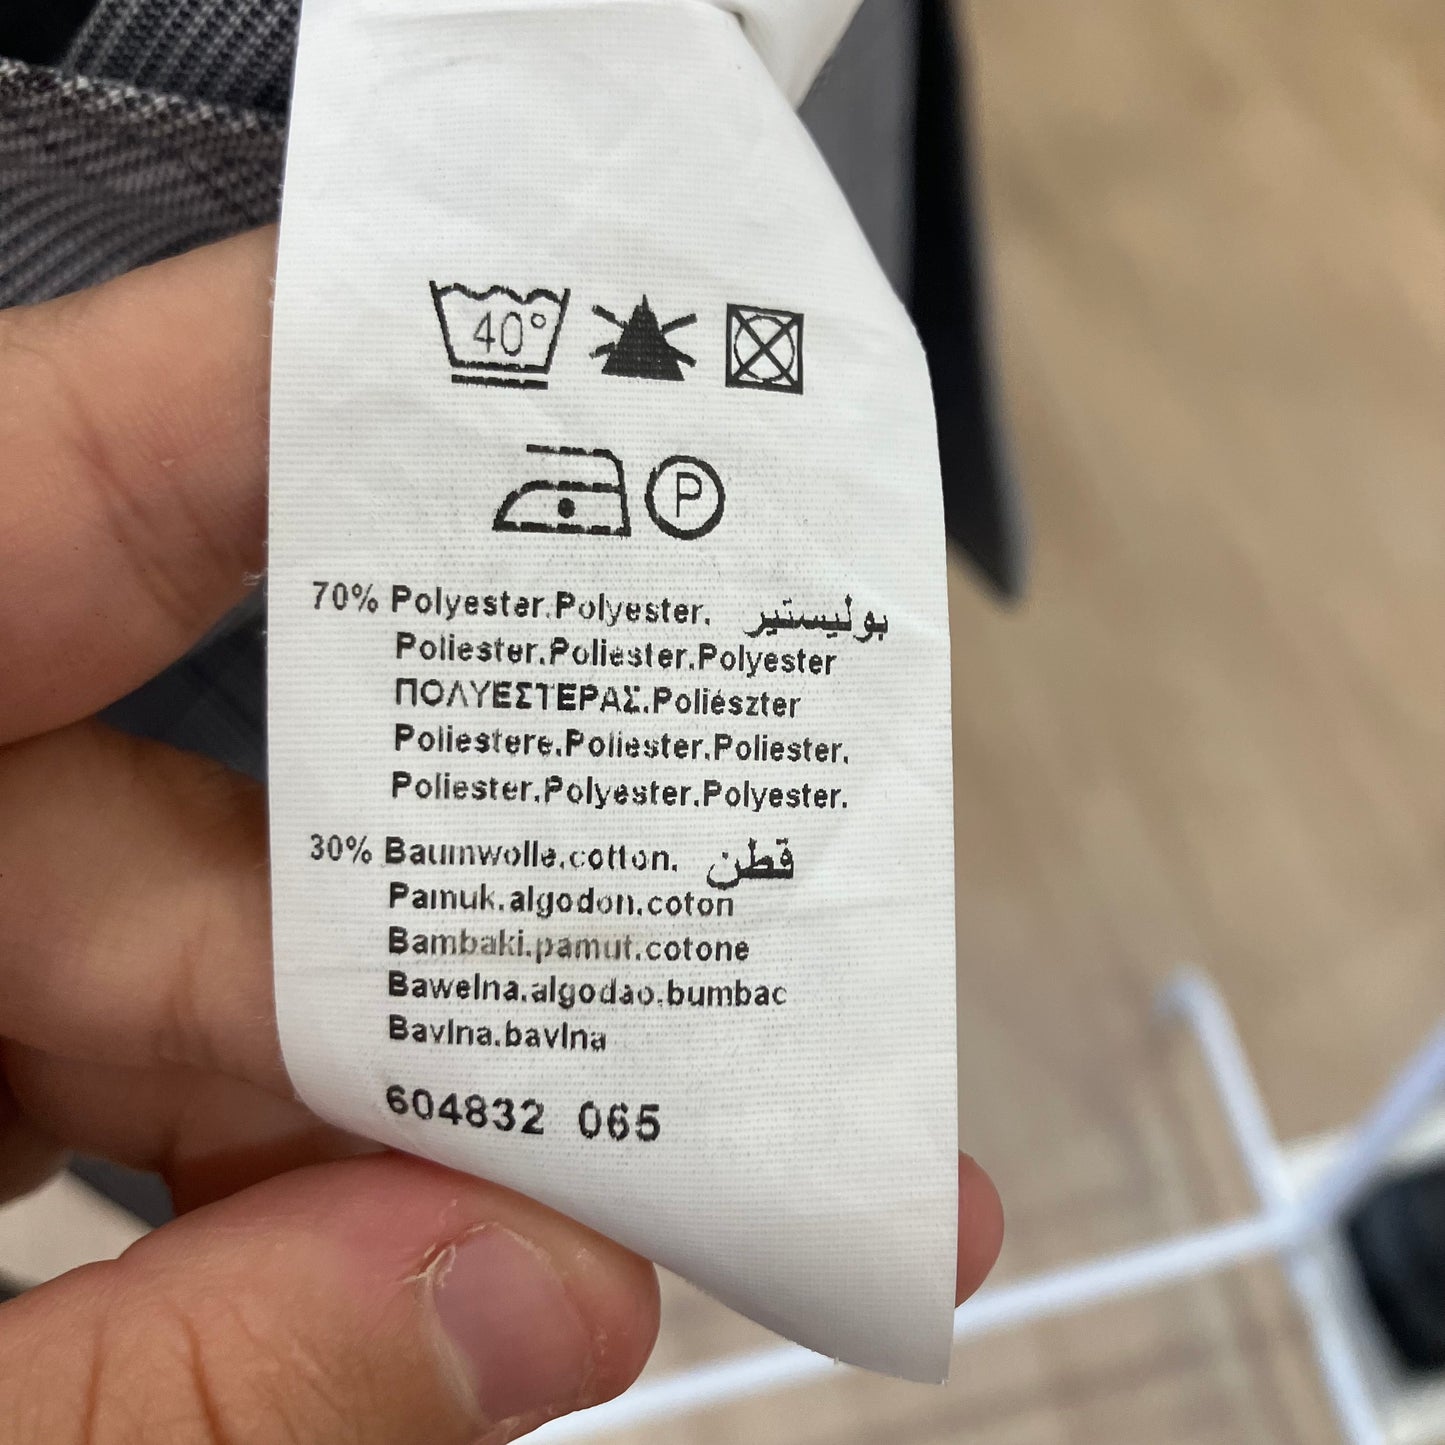 40°
P
70% Polyester.Polyester. بوليستير
Poliester.Poliester.Polyester
ΠΟΛΥΕΣΤΕΡΑΣ.Poliészter
Poliestere.Poliester.Poliester.
Poliester.Polyester.Polyester.
30% Baumwolle.cotton. قطن
Pamuk.algodon.coton
Bambaki.pamut.cotone
Bawelna.algodao.bumbac
Bavlna.bavlna
604832 065